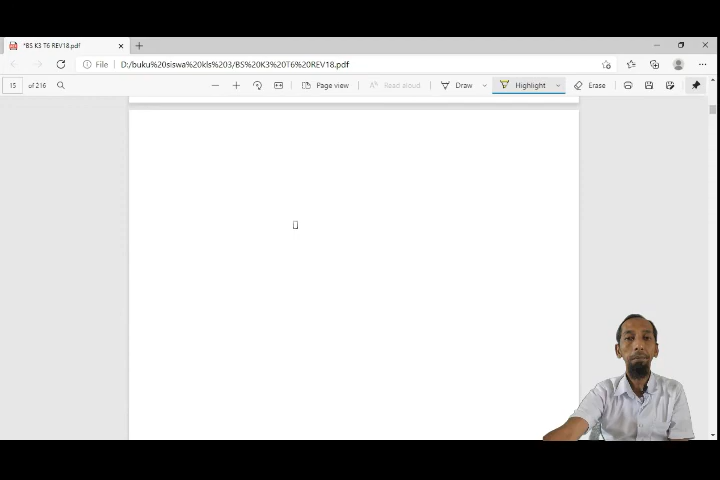 *BS K3 T6 REV18.pdf
File
D:/buku%20siswa%20kls%203/BS%20K3%20T6%20REV18.pdf
15 of 216
Page view
Read aloud
Draw
Highlight
Erase